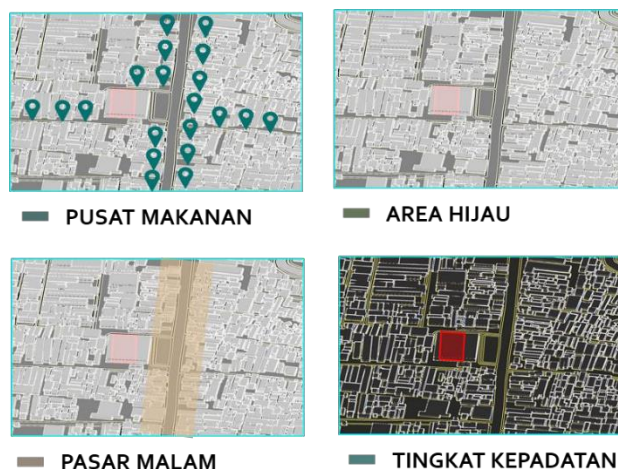 PUSAT MAKANAN
AREA HIJAU
PASAR MALAM
TINGKAT KEPADATAN